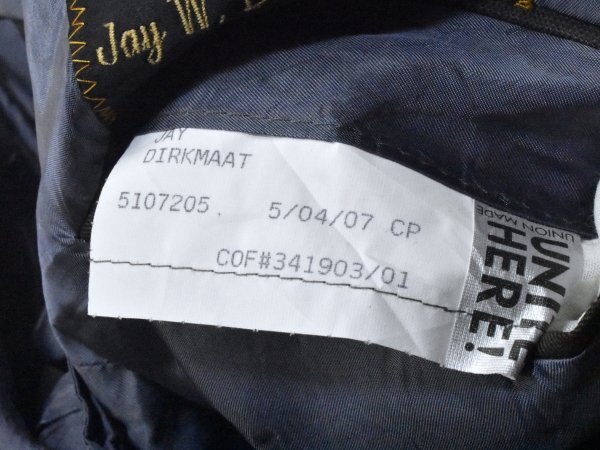 Jay W.
JAY
DIRKMAAT
5107205. 5/04/07 CP
COF#341903/01
UNION MADE
UNITE
HERE!